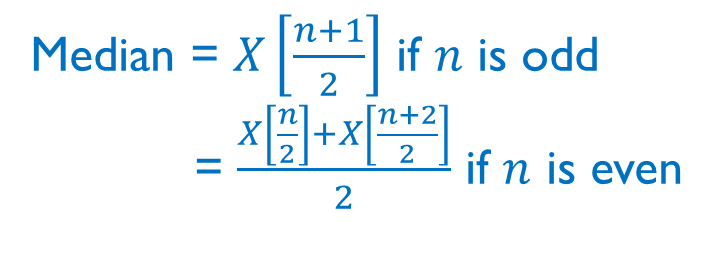 Median = X [n+1/2] if n is odd
= X[n/2]+X[n+2/2]/2 if n is even